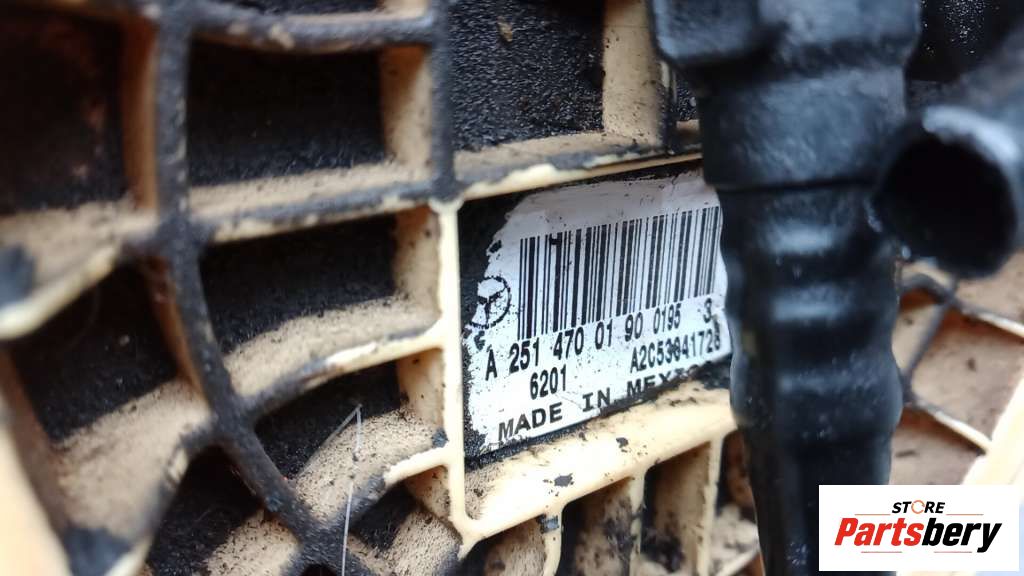 A 251 470 01 90 0195 3
6201 A2C53041728
MADE IN MEXICO
STORE
Partsbery